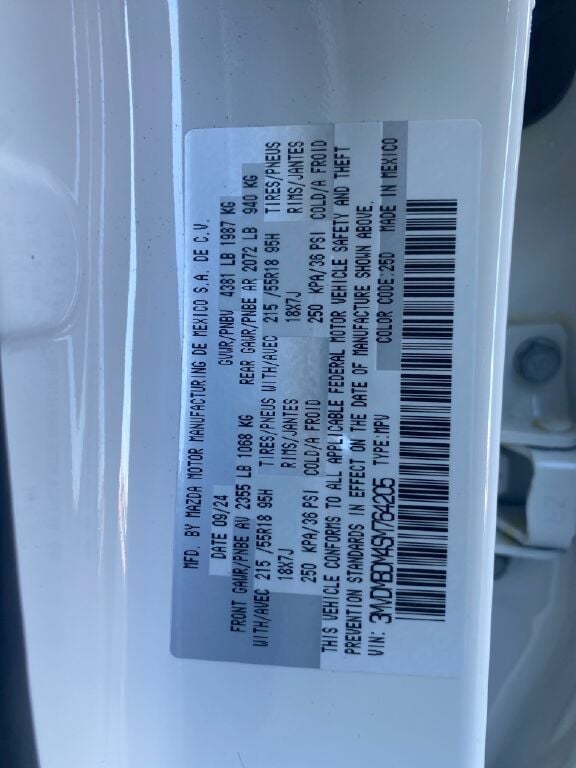 MFD. BY MAZDA MOTOR MANUFACTURING DE MEXICO S.A. DE C.V.
DATE 09/24 GVWR/PNBV 4381 LB 1987 KG
FRONT GAWR/PNBE AV 2355 LB 1068 KG REAR GAWR/PNBE AR 2072 LB 940 KG
WITH/AVEC 215 /55R18 95H TIRES/PNEUS WITH/AVEC 215 /55R18 95H TIRES/PNEUS
18X7J RIMS/JANTES 18X7J RIMS/JANTES
250 KPA/36 PSI COLD/A FROID 250 KPA/36 PSI COLD/A FROID
THIS VEHICLE CONFORMS TO ALL APPLICABLE FEDERAL MOTOR VEHICLE SAFETY AND THEFT
PREVENTION STANDARDS IN EFFECT ON THE DATE OF MANUFACTURE SHOWN ABOVE.
VIN: 3MVDMBDM4SM764205 TYPE:MPV COLOR CODE:25D MADE IN MEXICO